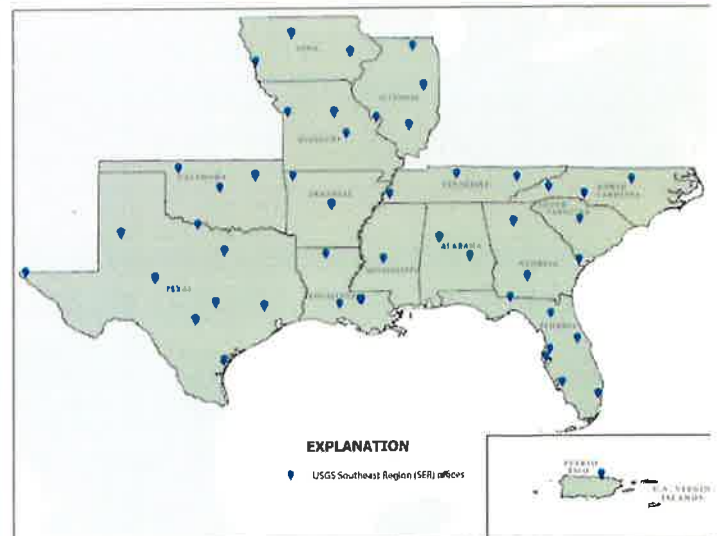 IOWA
ILLINOIS
MISSOURI
OKLAHOMA
ARKANSAS
TENNESSEE
NORTH
CAROLINA
SOUTH
CAROLINA
TEXAS
LOUISIANA
MISSISSIPPI
ALABAMA
GEORGIA
FLORIDA
EXPLANATION
USGS Southeast Region (SER) offices
PUERTO
RICO
U.S. VIRGIN
ISLANDS